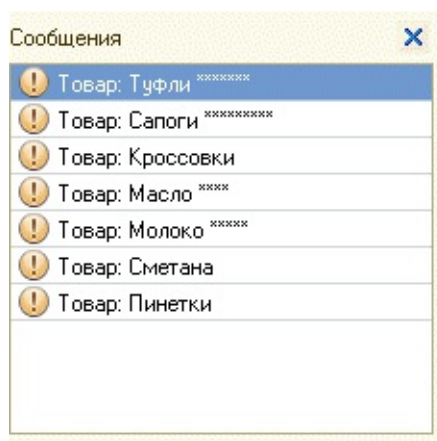 Сообщения
Товар: Туфли *******
Товар: Сапоги *********
Товар: Кроссовки
Товар: Масло ****
Товар: Молоко *****
Товар: Сметана
Товар: Пинетки